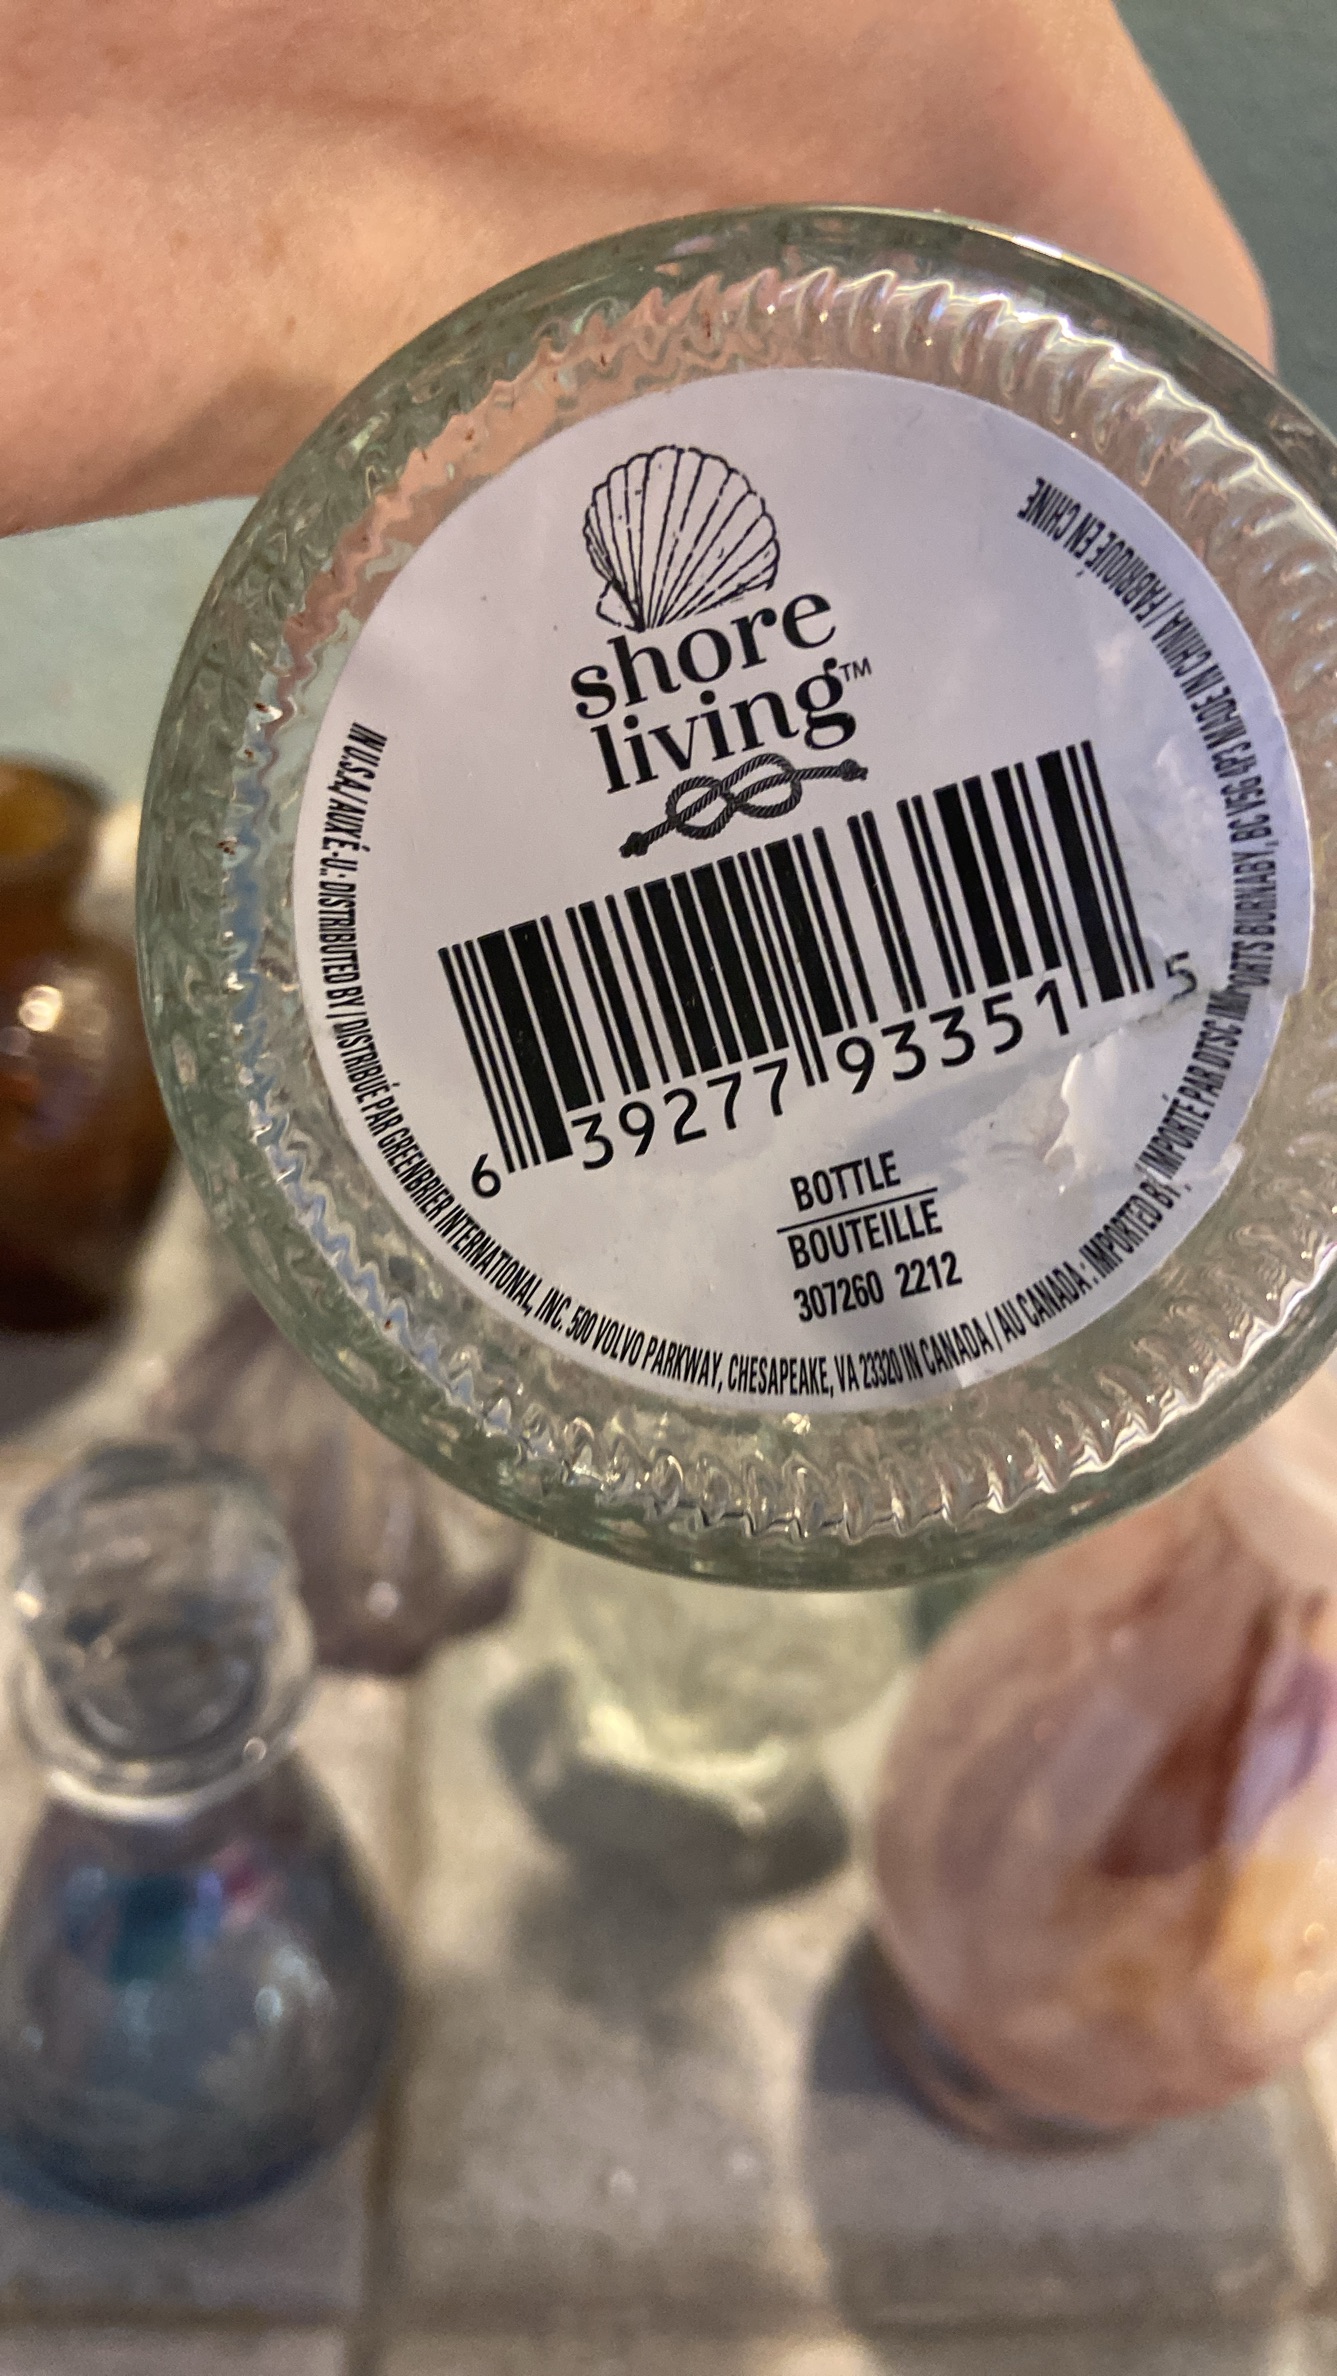 shore
living™
6 39277 93351 5
BOTTLE
BOUTEILLE
307260 2212
IN U.S.A./AUX É.-U.: DISTRIBUTED BY / DISTRIBUÉ PAR GREENBRIER INTERNATIONAL, INC. 500 VOLVO PARKWAY, CHESAPEAKE, VA 23320 IN CANADA / AU CANADA: IMPORTED BY / IMPORTÉ PAR DTSC IMPORTS BURNABY, BC V5G 4P3 MADE IN CHINA / FABRIQUÉ EN CHINE